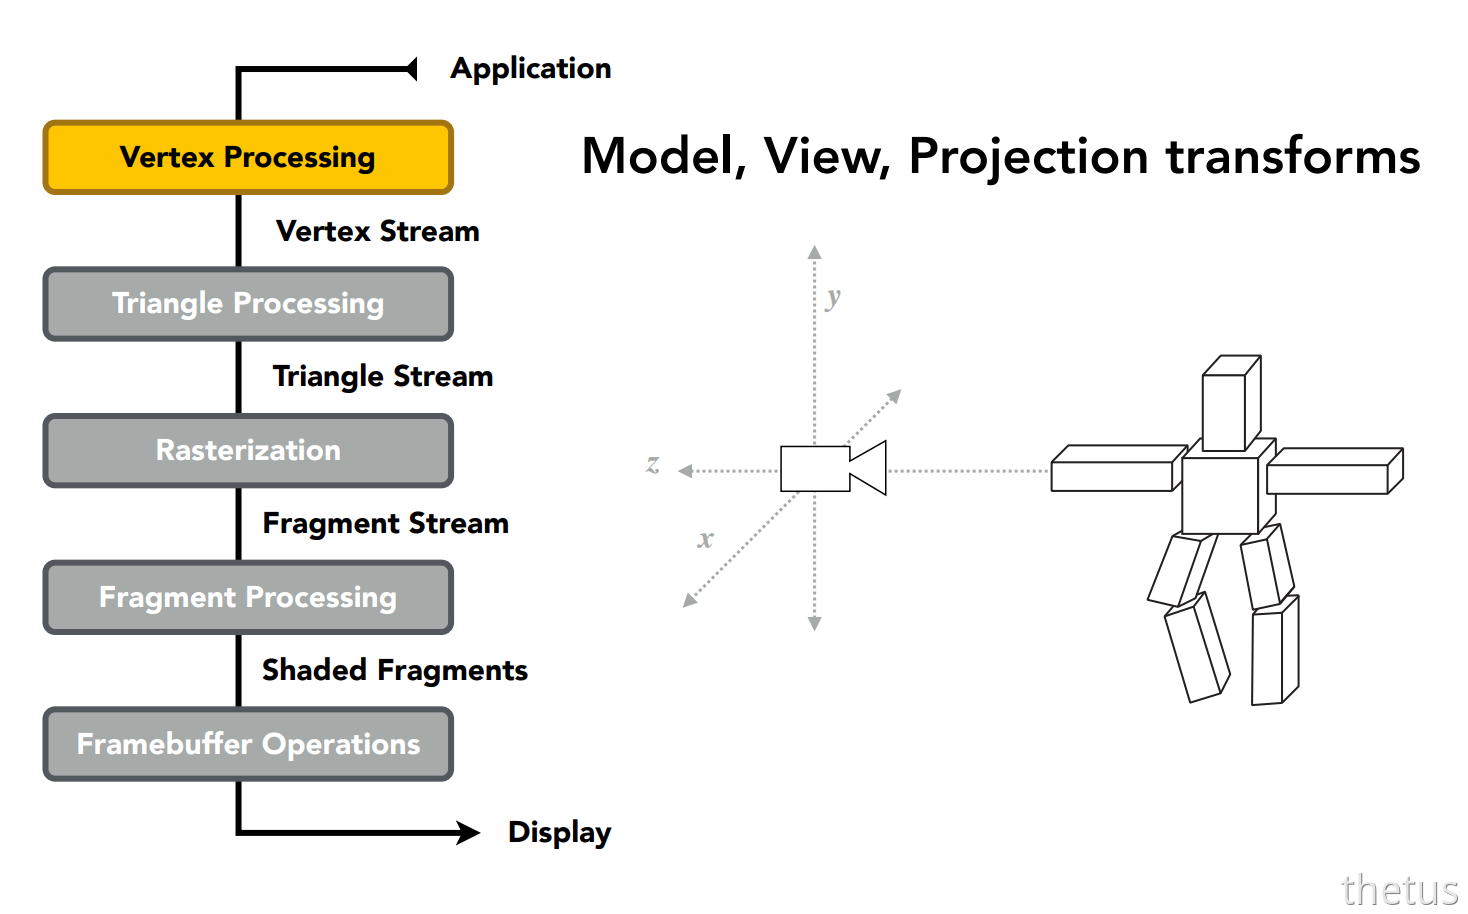 Application
Vertex Processing
Model, View, Projection transforms
Vertex Stream
y
Triangle Processing
Triangle Stream
Rasterization
z
Fragment Stream
x
Fragment Processing
Shaded Fragments
Framebuffer Operations
Display
thetus